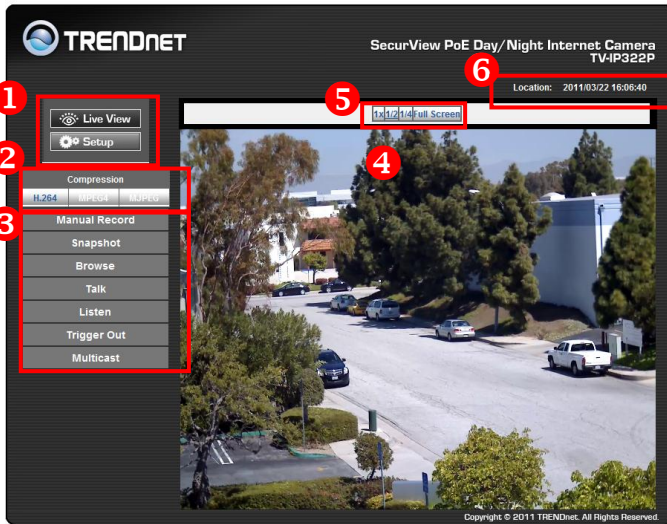 TRENDNET
SecurView PoE Day/Night Internet Camera
TV-IP322P
6
Location: 2011/03/22 16:06:40
1
Live View
Setup
5
1x 1/2 1/4 Full Screen
2
Compression
H.264 MPEG4 MJPEG
4
3
Manual Record
Snapshot
Browse
Talk
Listen
Trigger Out
Multicast
Copyright © 2011 TRENDnet. All Rights Reserved.